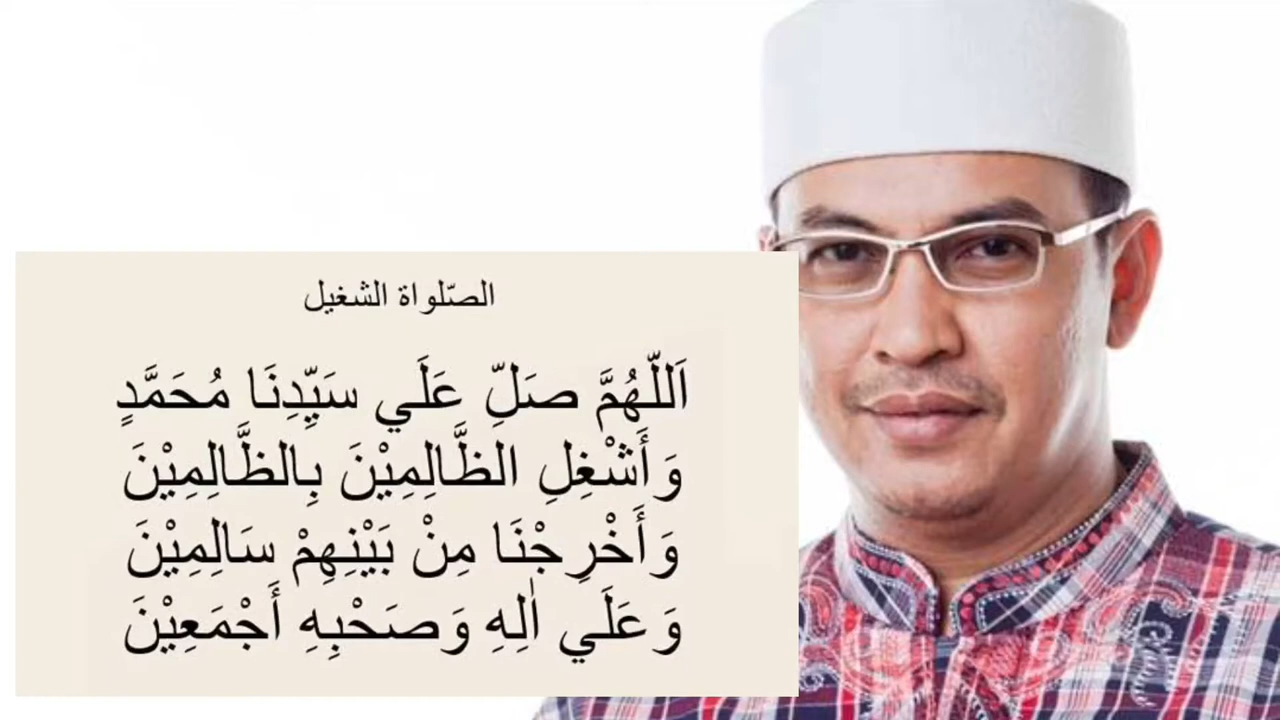 الصّلواة الشغيل
اَللّٰهُمَّ صَلِّ عَلَي سَيِّدِنَا مُحَمَّدٍ
وَأَشْغِلِ الظَّالِمِيْنَ بِالظَّالِمِيْنَ
وَأَخْرِجْنَا مِنْ بَيْنِهِمْ سَالِمِيْنَ
وَعَلَي اٰلِهِ وَصَحْبِهِ أَجْمَعِيْنَ